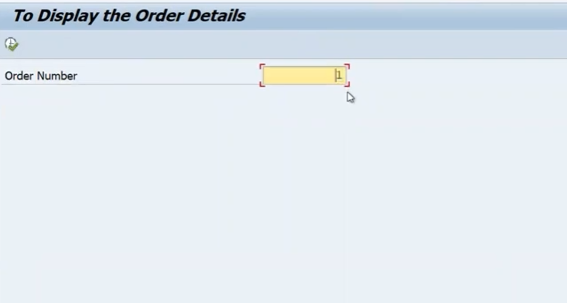 To Display the Order Details
Order Number
1